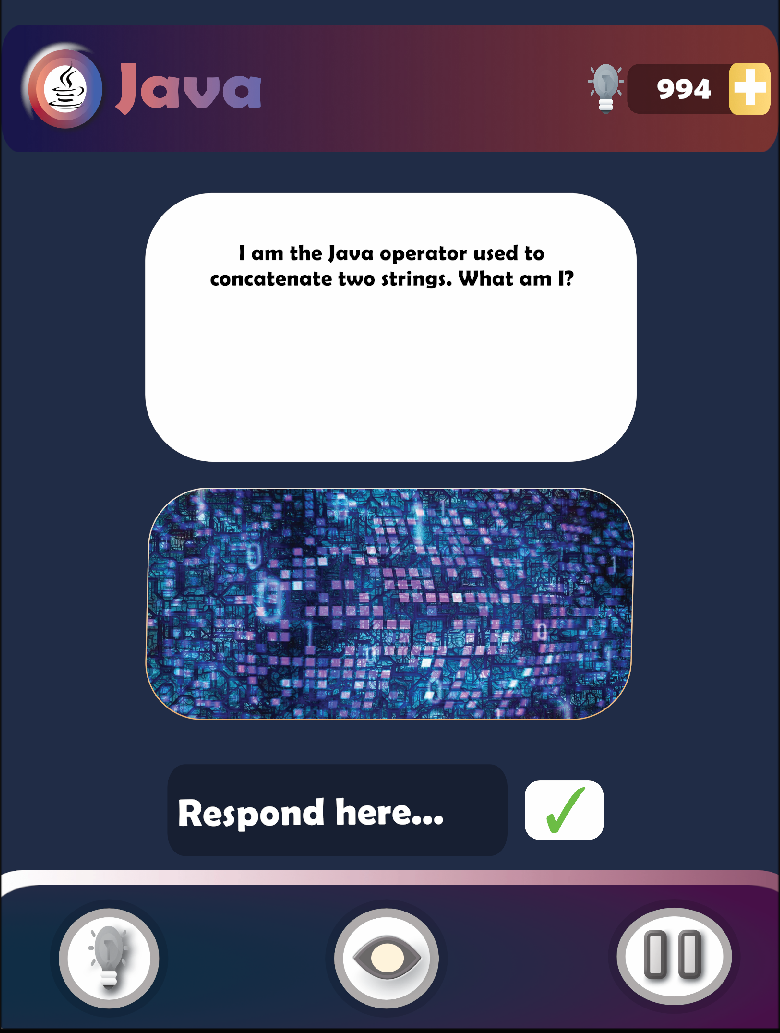 Java
994
I am the Java operator used to
concatenate two strings. What am I?
Respond here...